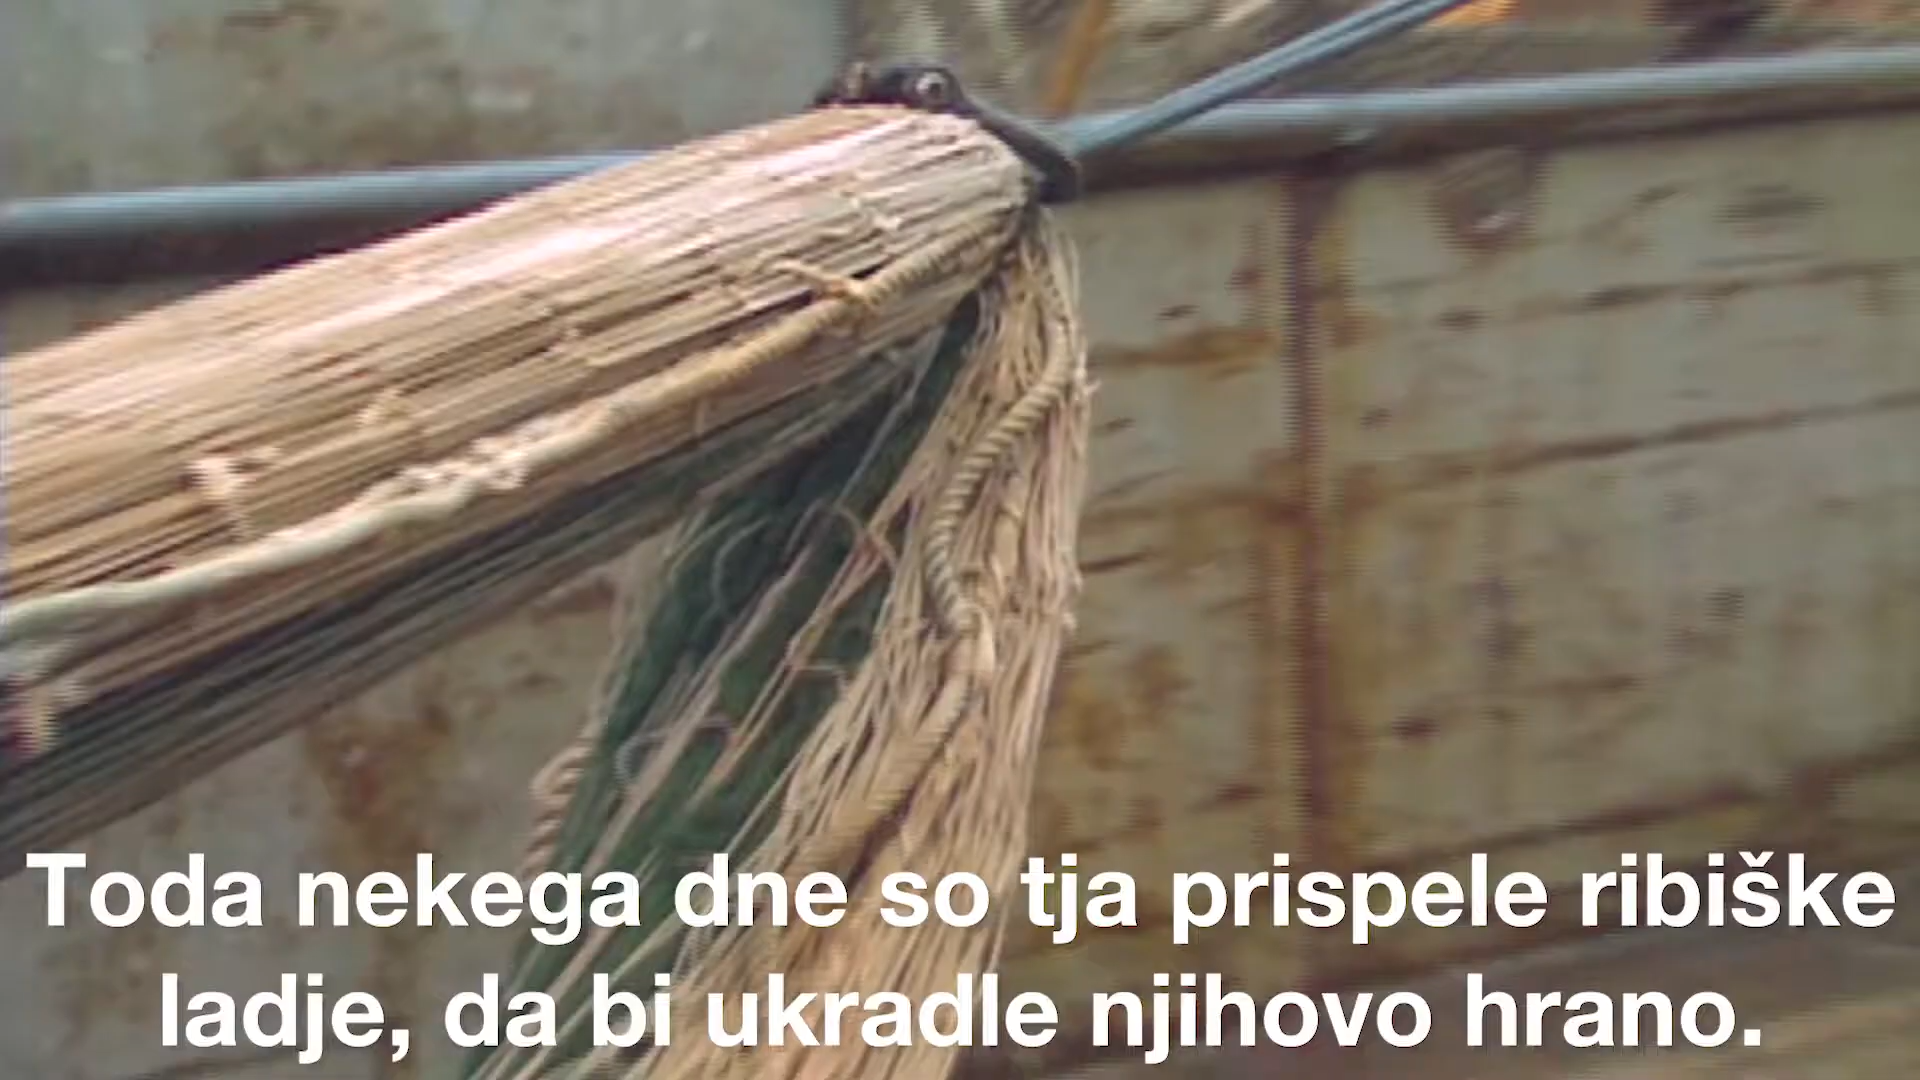 Toda nekega dne so tja prispele ribiške
ladje, da bi ukradle njihovo hrano.